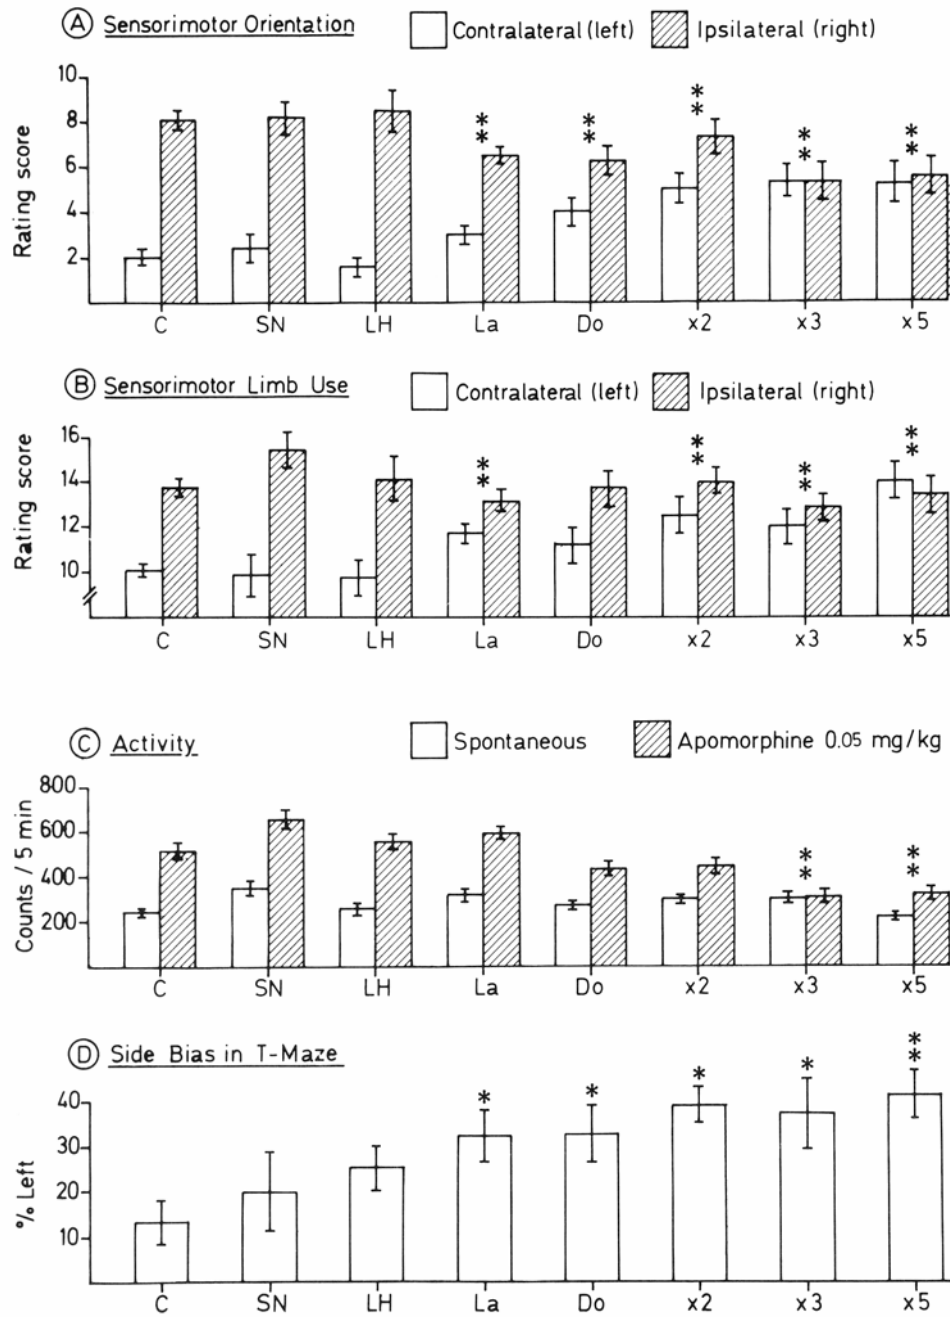 Ⓐ Sensorimotor Orientation Contralateral (left) Ipsilateral (right)
Rating score
10
8
6
4
2
** ** ** ** **
C SN LH La Do x2 x3 x5
Ⓑ Sensorimotor Limb Use Contralateral (left) Ipsilateral (right)
Rating score
16
14
12
10
** ** ** **
C SN LH La Do x2 x3 x5
Ⓒ Activity Spontaneous Apomorphine 0.05 mg/kg
Counts / 5 min
800
600
400
200
** **
C SN LH La Do x2 x3 x5
Ⓓ Side Bias in T-Maze
% Left
40
30
20
10
* * * * **
C SN LH La Do x2 x3 x5